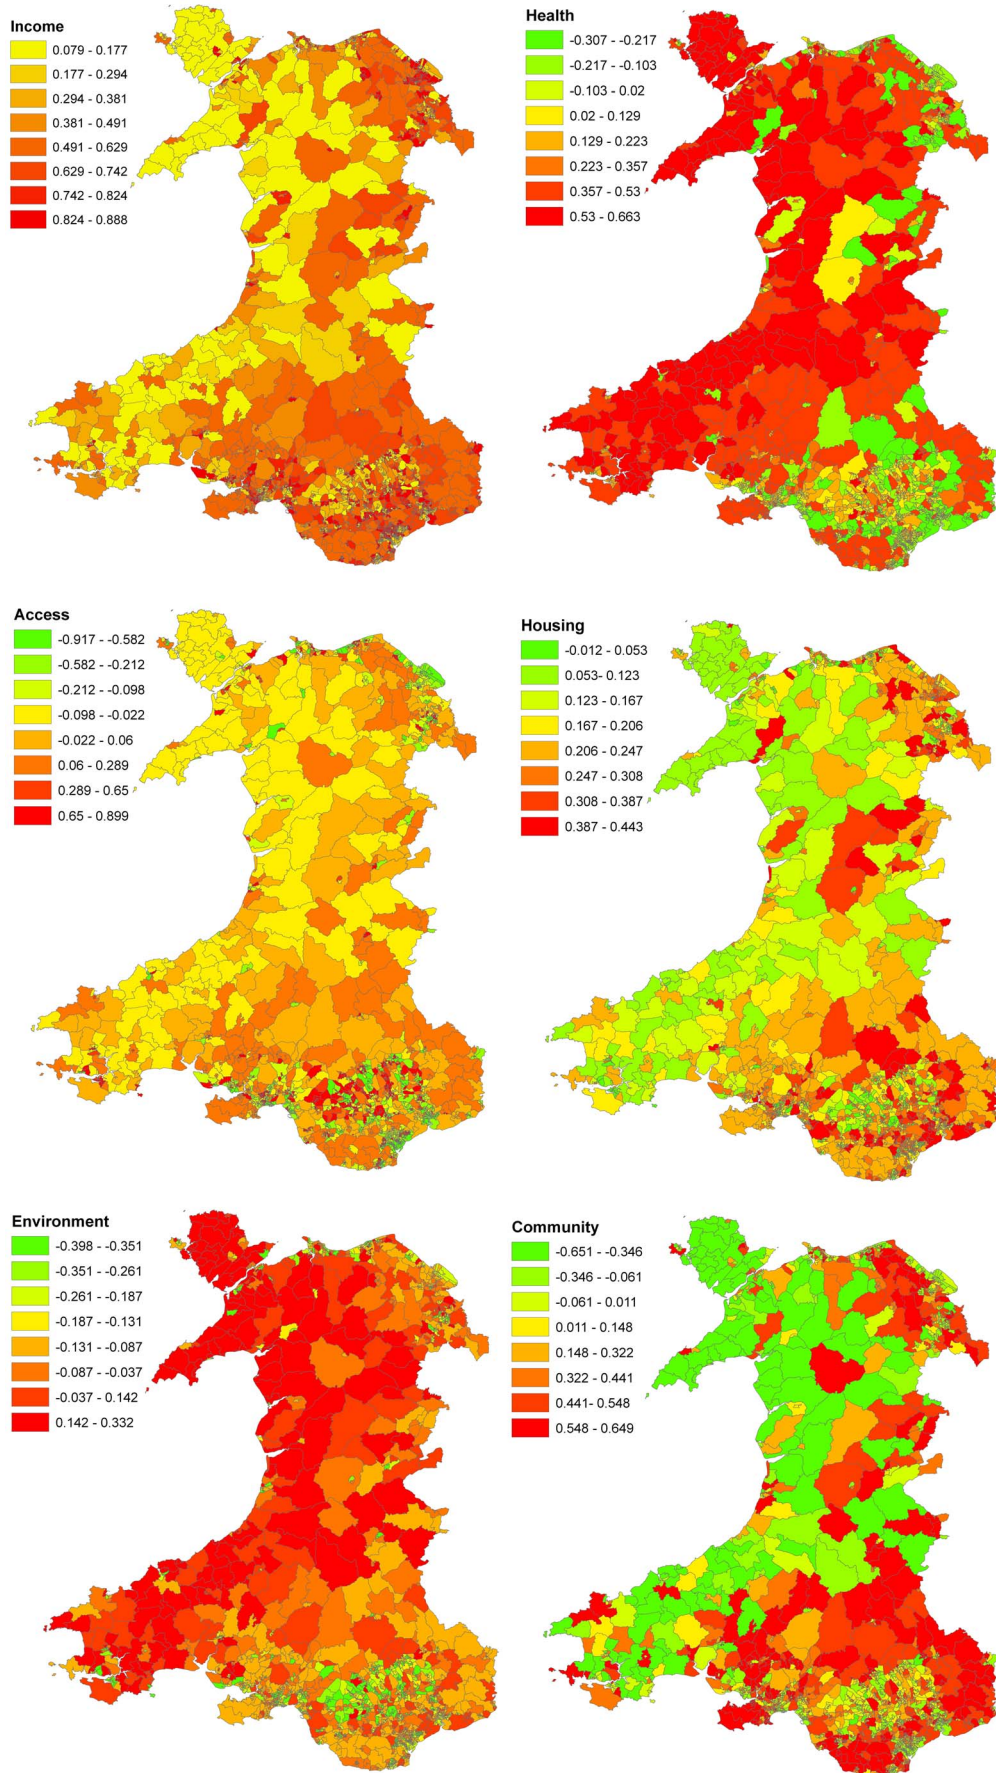 Income
0.079 - 0.177
0.177 - 0.294
0.294 - 0.381
0.381 - 0.491
0.491 - 0.629
0.629 - 0.742
0.742 - 0.824
0.824 - 0.888
Health
-0.307 - -0.217
-0.217 - -0.103
-0.103 - 0.02
0.02 - 0.129
0.129 - 0.223
0.223 - 0.357
0.357 - 0.53
0.53 - 0.663
Access
-0.917 - -0.582
-0.582 - -0.212
-0.212 - -0.098
-0.098 - -0.022
-0.022 - 0.06
0.06 - 0.289
0.289 - 0.65
0.65 - 0.899
Housing
-0.012 - 0.053
0.053- 0.123
0.123 - 0.167
0.167 - 0.206
0.206 - 0.247
0.247 - 0.308
0.308 - 0.387
0.387 - 0.443
Environment
-0.398 - -0.351
-0.351 - -0.261
-0.261 - -0.187
-0.187 - -0.131
-0.131 - -0.087
-0.087 - -0.037
-0.037 - 0.142
0.142 - 0.332
Community
-0.651 - -0.346
-0.346 - -0.061
-0.061 - 0.011
0.011 - 0.148
0.148 - 0.322
0.322 - 0.441
0.441- 0.548
0.548 - 0.649